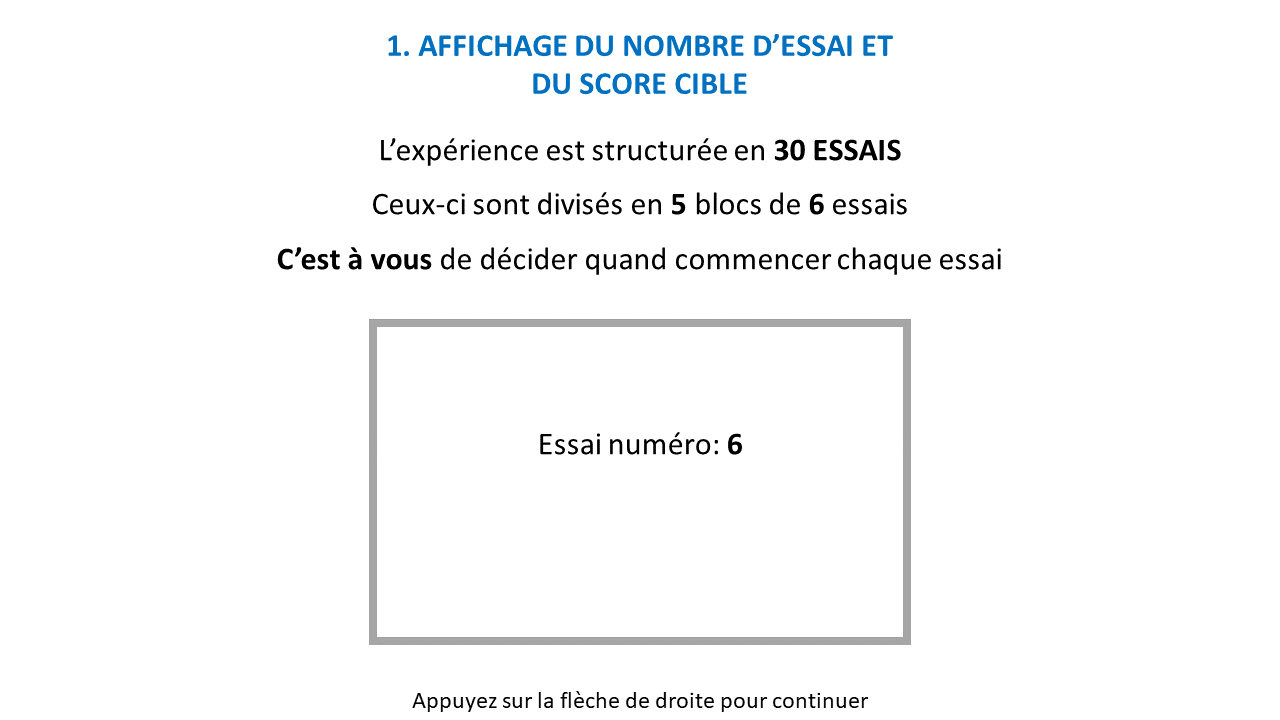 1. AFFICHAGE DU NOMBRE D’ESSAI ET
DU SCORE CIBLE
L’expérience est structurée en 30 ESSAIS
Ceux-ci sont divisés en 5 blocs de 6 essais
C’est à vous de décider quand commencer chaque essai
Essai numéro: 6
Appuyez sur la flèche de droite pour continuer